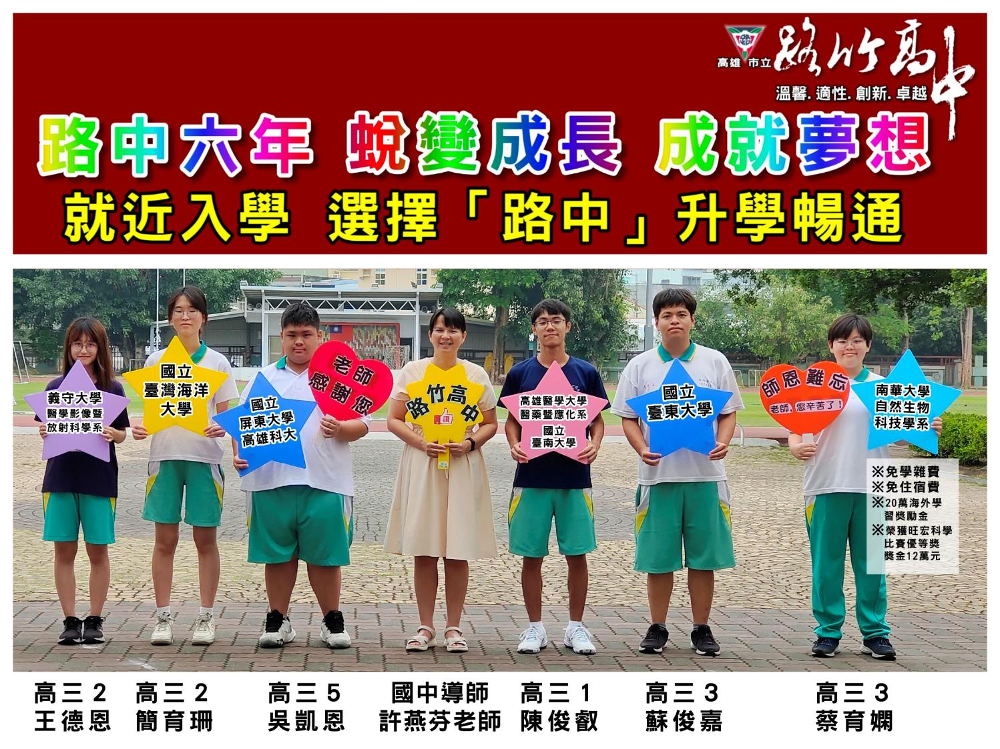 高雄市立路竹高中
溫馨. 適性. 創新. 卓越
路中六年 蛻變成長 成就夢想
就近入學 選擇「路中」升學暢通
義守大學
醫學影像暨
放射科學系
國立
臺灣海洋
大學
國立
屏東大學
高雄科大
老師
感謝您
路竹高中
讚
高雄醫學大學
醫藥暨應化系
國立
臺南大學
國立
臺東大學
師恩難忘
老師,您辛苦了!
南華大學
自然生物
科技學系
※免學雜費
※免住宿費
※20萬海外學
習獎勵金
※榮獲旺宏科學
比賽優等獎
獎金12萬元
高三2
王德恩
高三2
簡育珊
高三5
吳凱恩
國中導師
許燕芬老師
高三1
陳俊叡
高三3
蘇俊嘉
高三3
蔡育嫻